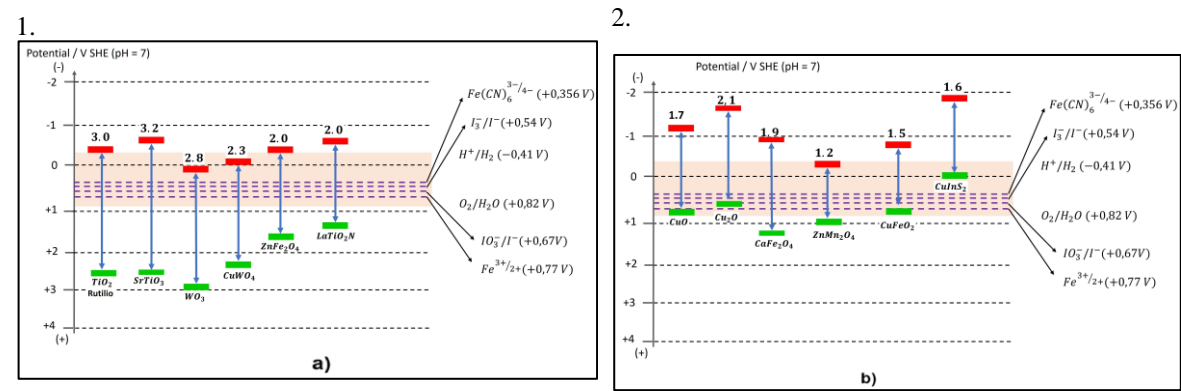 1.
Potential / V SHE (pH = 7)
(-)
-2
-1
0
+1
+2
+3
+4
(+)
3.0
3.2
2.8
2.3
2.0
2.0
TiO₂
Rutilio
SrTiO₃
WO₃
CuWO₄
ZnFe₂O₄
LaTiO₂N
Fe(CN)₆³⁻/⁴⁻ (+0,356 V)
I₃⁻/I⁻(+0,54 V)
H⁺/H₂ (−0,41 V)
O₂/H₂O (+0,82 V)
IO₃⁻/I⁻(+0,67V)
Fe³⁺/²⁺(+0,77 V)
a)
2.
Potential / V SHE (pH = 7)
(-)
-2
-1
0
+1
+2
+3
+4
(+)
1.7
2,1
1.9
1.2
1.5
1.6
CuO
Cu₂O
CaFe₂O₄
ZnMn₂O₄
CuFeO₂
CuInS₂
Fe(CN)₆³⁻/⁴⁻ (+0,356 V)
I₃⁻/I⁻(+0,54 V)
H⁺/H₂ (−0,41 V)
O₂/H₂O (+0,82 V)
IO₃⁻/I⁻(+0,67V)
Fe³⁺/²⁺(+0,77 V)
b)